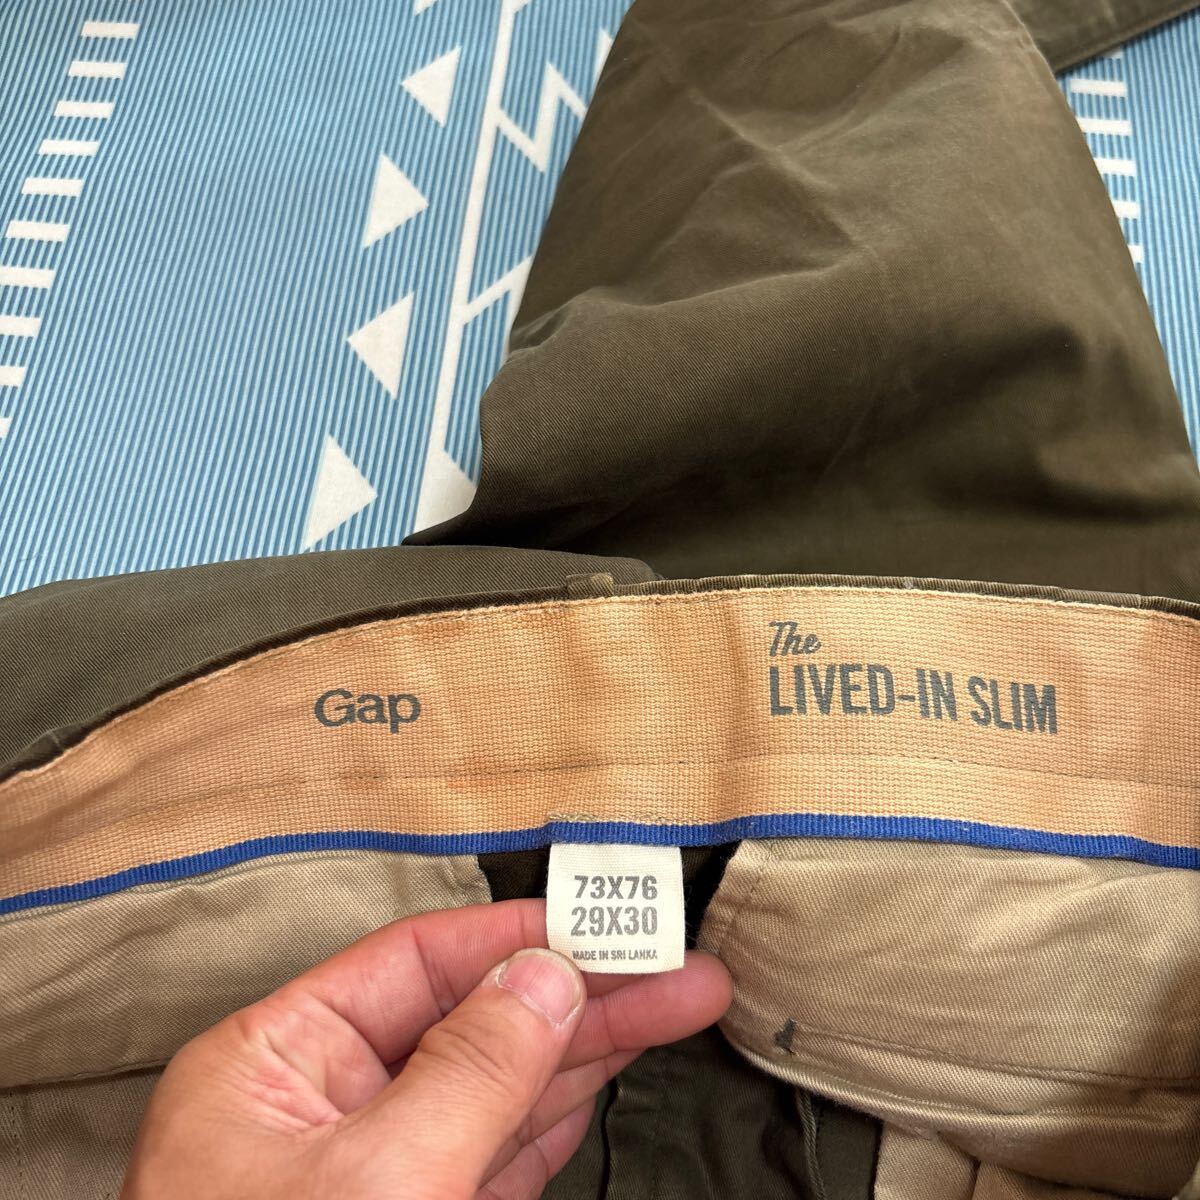 Gap
The
LIVED-IN SLIM
73X76
29X30
MADE IN SRI LANKA